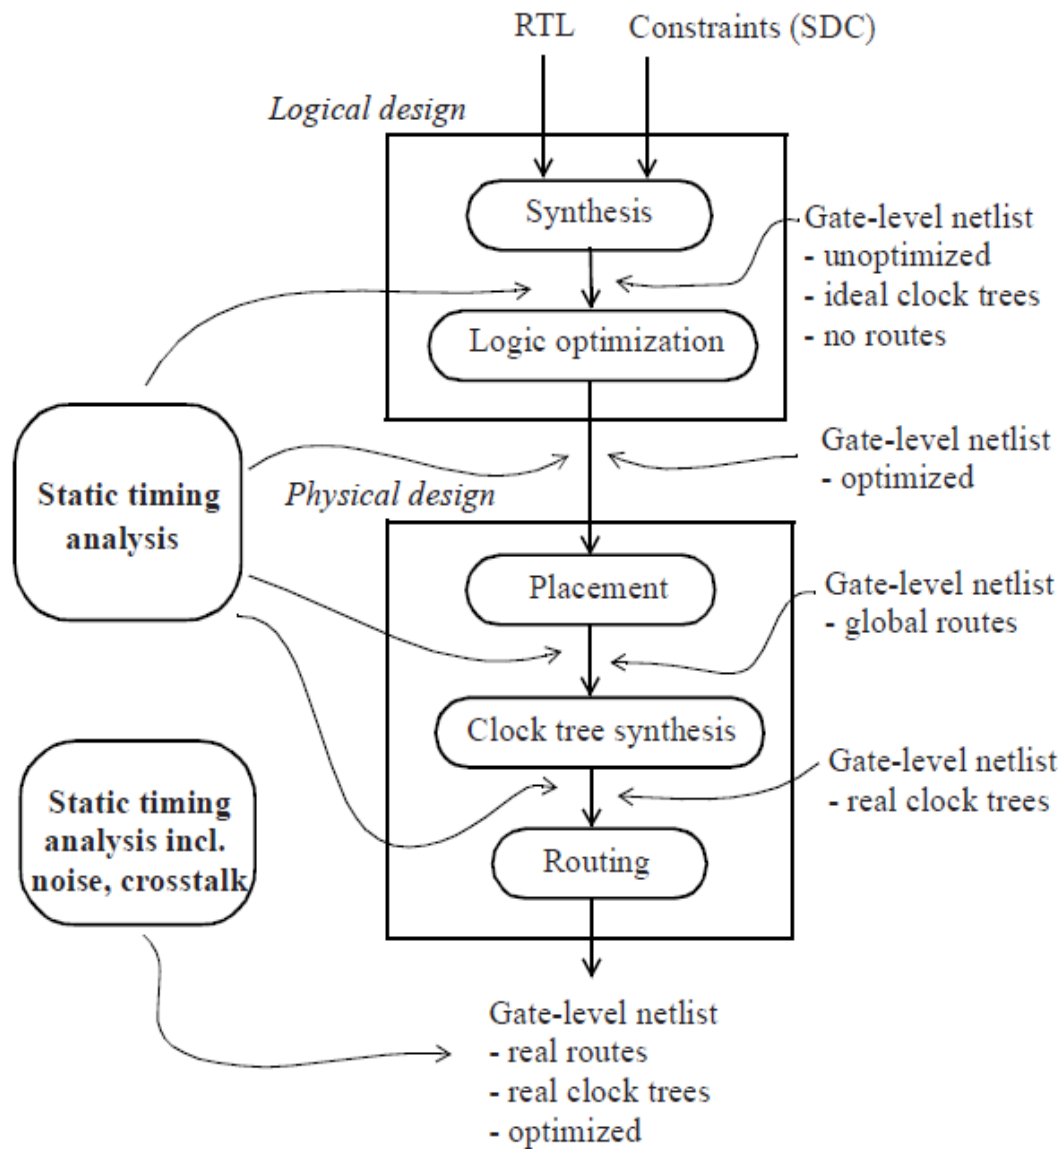 RTL
Constraints (SDC)
Logical design
Synthesis
Gate-level netlist
- unoptimized
- ideal clock trees
- no routes
Logic optimization
Static timing
analysis
Gate-level netlist
- optimized
Physical design
Placement
Gate-level netlist
- global routes
Clock tree synthesis
Gate-level netlist
- real clock trees
Static timing
analysis incl.
noise, crosstalk
Routing
Gate-level netlist
- real routes
- real clock trees
- optimized